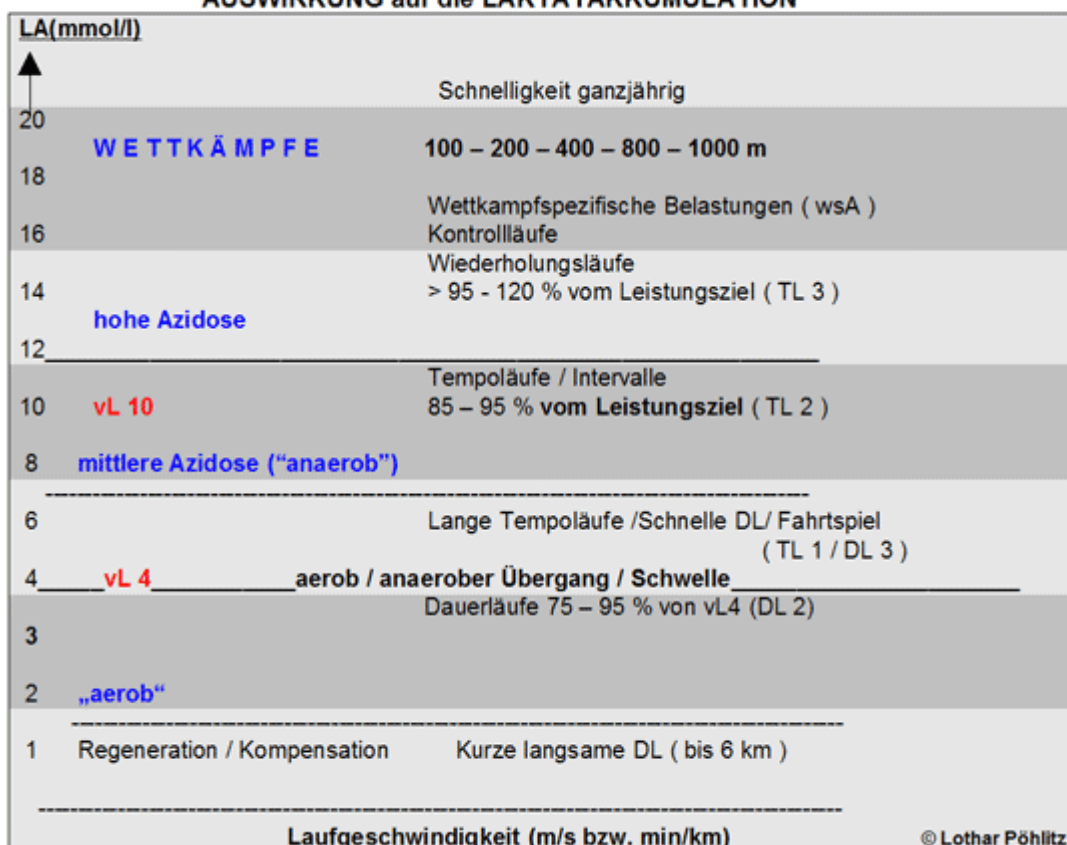 AUSWIRKUNG auf die LAKTATAKKUMULATION
LA(mmol/l)
Schnelligkeit ganzjährig
20
WETTKÄMPFE 100 – 200 – 400 – 800 – 1000 m
18
Wettkampfspezifische Belastungen ( wsA )
16 Kontrollläufe
Wiederholungsläufe
14 > 95 - 120 % vom Leistungsziel ( TL 3 )
hohe Azidose
12
Tempoläufe / Intervalle
10 vL 10 85 – 95 % vom Leistungsziel ( TL 2 )
8 mittlere Azidose (“anaerob”)
6 Lange Tempoläufe /Schnelle DL/ Fahrtspiel
( TL 1 / DL 3 )
4 vL 4 aerob / anaerober Übergang / Schwelle
Dauerläufe 75 – 95 % von vL4 (DL 2)
3
2 „aerob“
1 Regeneration / Kompensation Kurze langsame DL ( bis 6 km )
Laufgeschwindigkeit (m/s bzw. min/km) © Lothar Pöhlitz